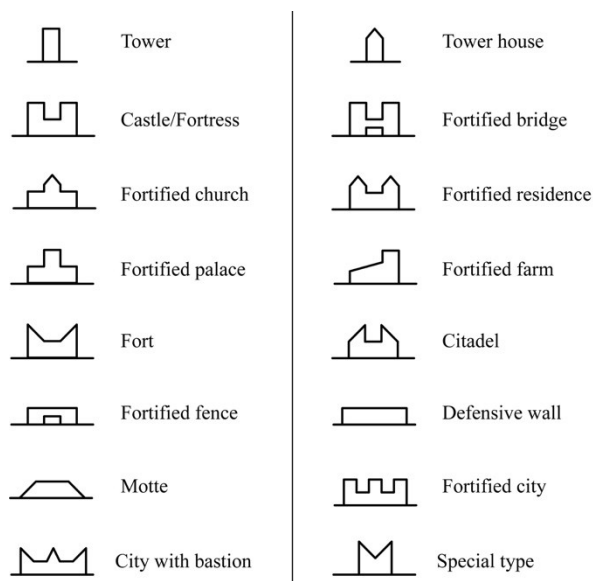 Tower
Castle/Fortress
Fortified church
Fortified palace
Fort
Fortified fence
Motte
City with bastion
Tower house
Fortified bridge
Fortified residence
Fortified farm
Citadel
Defensive wall
Fortified city
Special type